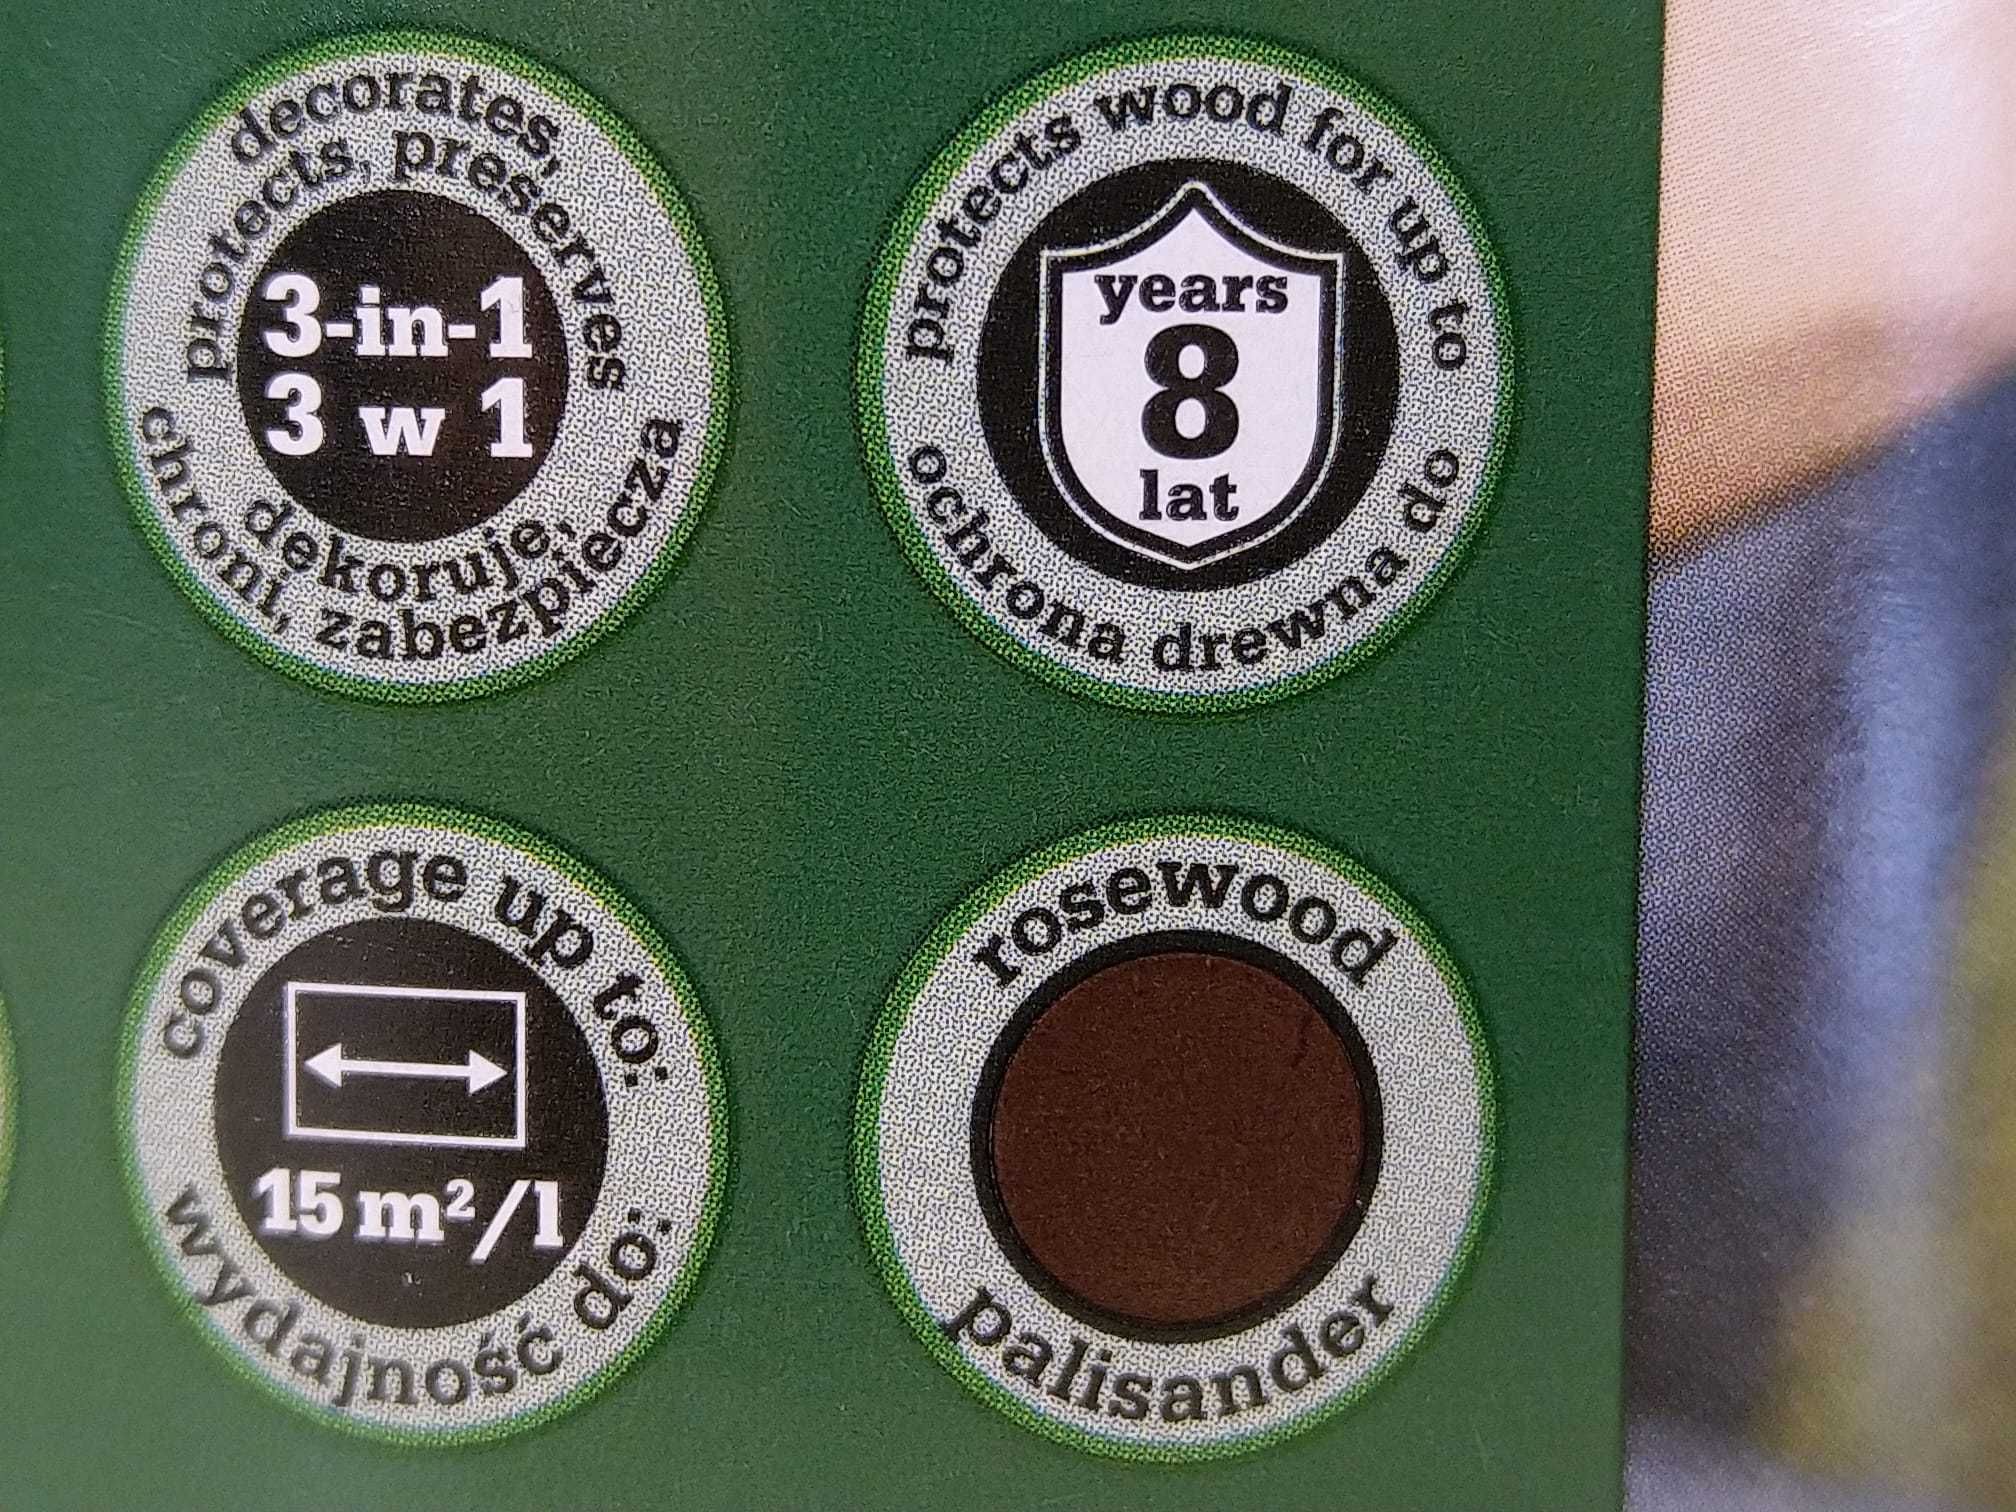 decorates,
protects, preserves
3-in-1
3 w 1
dekoruje,
chroni, zabezpiecza
protects wood for up to
years
8
lat
ochrona drewna do
coverage up to:
15 m²/l
wydajność do:
rosewood
palisander